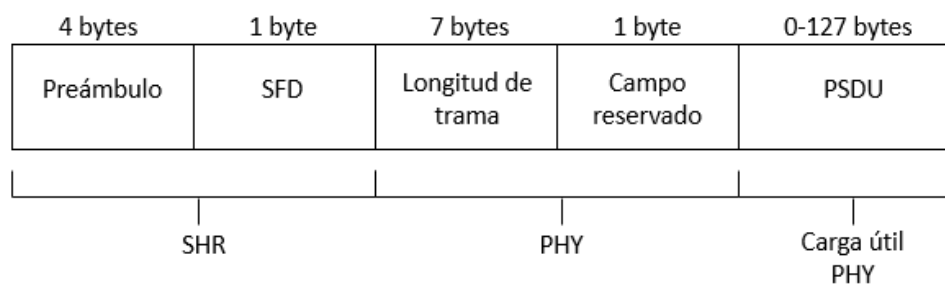 4 bytes
1 byte
7 bytes
1 byte
0-127 bytes
Preámbulo
SFD
Longitud de
trama
Campo
reservado
PSDU
SHR
PHY
Carga útil
PHY